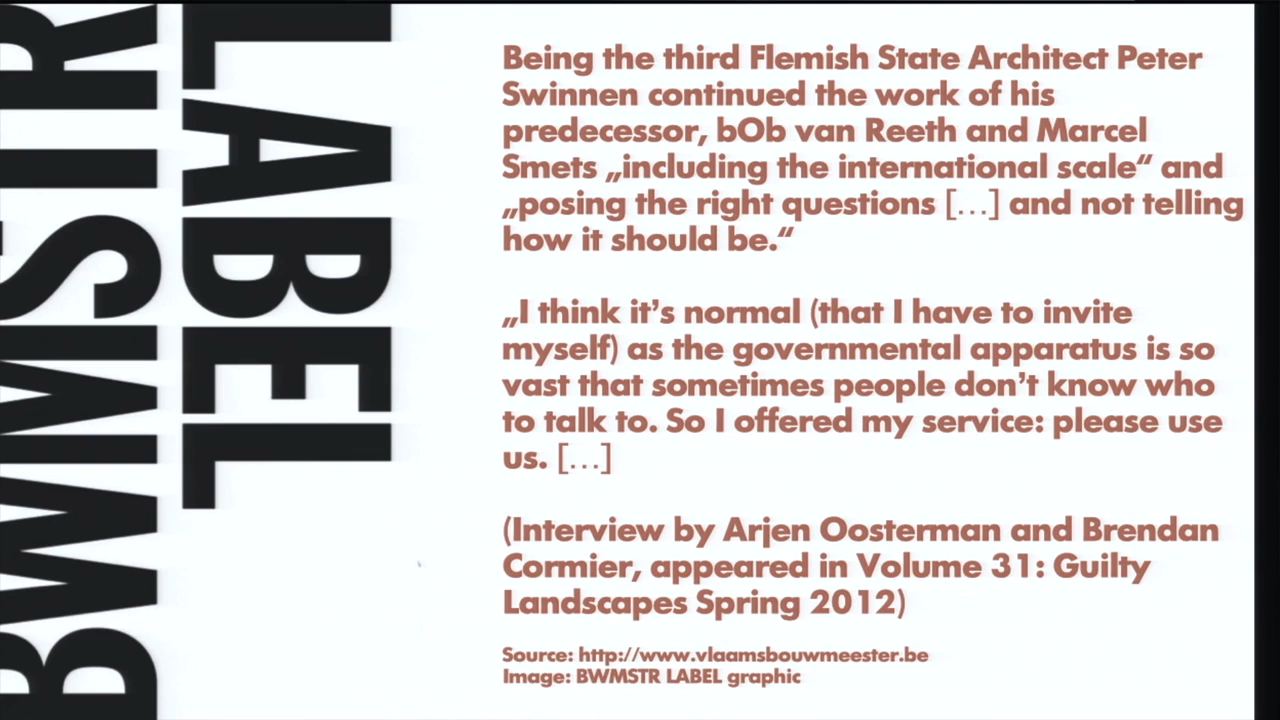 BWMSTR
LABEL
Being the third Flemish State Architect Peter
Swinnen continued the work of his
predecessor, bOb van Reeth and Marcel
Smets „including the international scale“ and
„posing the right questions […] and not telling
how it should be.“
„I think it’s normal (that I have to invite
myself) as the governmental apparatus is so
vast that sometimes people don’t know who
to talk to. So I offered my service: please use
us. […]
(Interview by Arjen Oosterman and Brendan
Cormier, appeared in Volume 31: Guilty
Landscapes Spring 2012)
Source: http://www.vlaamsbouwmeester.be
Image: BWMSTR LABEL graphic